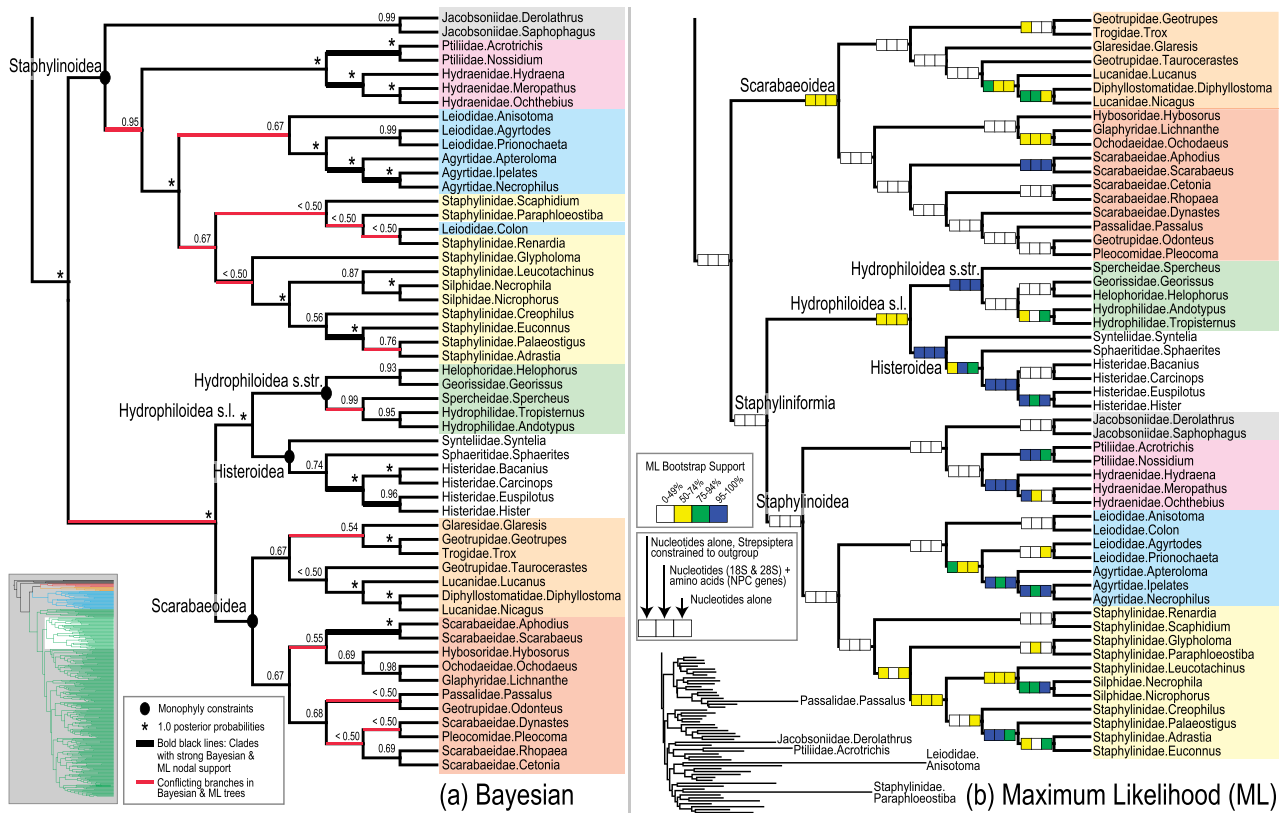 Staphylinoidea
0.99
Jacobsoniidae.Derolathrus
Jacobsoniidae.Saphophagus
*
Ptiliidae.Acrotrichis
Ptiliidae.Nossidium
*
*
Hydraenidae.Hydraena
*
Hydraenidae.Meropathus
Hydraenidae.Ochthebius
0.95
0.67
Leiodidae.Anisotoma
0.99
Leiodidae.Agyrtodes
*
Leiodidae.Prionochaeta
*
Agyrtidae.Apteroloma
*
Agyrtidae.Ipelates
*
Agyrtidae.Necrophilus
< 0.50
Staphylinidae.Scaphidium
< 0.50
Staphylinidae.Paraphloeostiba
< 0.50
Leiodidae.Colon
0.67
Staphylinidae.Renardia
Staphylinidae.Glypholoma
*
< 0.50
0.87
Staphylinidae.Leucotachinus
*
Silphidae.Necrophila
*
Silphidae.Nicrophorus
0.56
Staphylinidae.Creophilus
*
Staphylinidae.Euconnus
0.76
Staphylinidae.Palaeostigus
Staphylinidae.Adrastia
Hydrophiloidea s.str.
0.93
Helophoridae.Helophorus
Georissidae.Georissus
0.99
Spercheidae.Spercheus
Hydrophiloidea s.l.
*
0.95
Hydrophilidae.Tropisternus
Hydrophilidae.Andotypus
Synteliidae.Syntelia
Histeroidea
0.74
Sphaeritidae.Sphaerites
*
Histeridae.Bacanius
*
Histeridae.Carcinops
0.96
Histeridae.Euspilotus
Histeridae.Hister
*
0.54
Glaresidae.Glaresis
*
Geotrupidae.Geotrupes
0.67
Trogidae.Trox
< 0.50
Geotrupidae.Taurocerastes
*
Lucanidae.Lucanus
*
Diphyllostomatidae.Diphyllostoma
Lucanidae.Nicagus
Scarabaeoidea
*
Scarabaeidae.Aphodius
0.55
Scarabaeidae.Scarabaeus
0.69
Hybosoridae.Hybosorus
0.98
Ochodaeidae.Ochodaeus
0.67
Glaphyridae.Lichnanthe
< 0.50
Passalidae.Passalus
0.68
Geotrupidae.Odonteus
< 0.50
Scarabaeidae.Dynastes
< 0.50
Pleocomidae.Pleocoma
0.69
Scarabaeidae.Rhopaea
Scarabaeidae.Cetonia
Monophyly constraints
* 1.0 posterior probabilities
Bold black lines: Clades
with strong Bayesian &
ML nodal support
Conflicting branches in
Bayesian & ML trees
(a) Bayesian
Geotrupidae.Geotrupes
Trogidae.Trox
Glaresidae.Glaresis
Geotrupidae.Taurocerastes
Lucanidae.Lucanus
Scarabaeoidea
Diphyllostomatidae.Diphyllostoma
Lucanidae.Nicagus
Hybosoridae.Hybosorus
Glaphyridae.Lichnanthe
Ochodaeidae.Ochodaeus
Scarabaeidae.Aphodius
Scarabaeidae.Scarabaeus
Scarabaeidae.Cetonia
Scarabaeidae.Rhopaea
Scarabaeidae.Dynastes
Passalidae.Passalus
Geotrupidae.Odonteus
Pleocomidae.Pleocoma
Hydrophiloidea s.str.
Spercheidae.Spercheus
Georissidae.Georissus
Helophoridae.Helophorus
Hydrophiloidea s.l.
Hydrophilidae.Andotypus
Hydrophilidae.Tropisternus
Synteliidae.Syntelia
Sphaeritidae.Sphaerites
Histeroidea
Histeridae.Bacanius
Histeridae.Carcinops
Histeridae.Euspilotus
Staphyliniformia
Histeridae.Hister
Jacobsoniidae.Derolathrus
Jacobsoniidae.Saphophagus
Ptiliidae.Acrotrichis
Ptiliidae.Nossidium
Hydraenidae.Hydraena
Hydraenidae.Meropathus
Staphylinoidea
Hydraenidae.Ochthebius
Leiodidae.Anisotoma
Leiodidae.Colon
Leiodidae.Agyrtodes
Leiodidae.Prionochaeta
Agyrtidae.Apteroloma
Agyrtidae.Ipelates
Agyrtidae.Necrophilus
Staphylinidae.Renardia
Staphylinidae.Scaphidium
Staphylinidae.Glypholoma
Staphylinidae.Paraphloeostiba
Staphylinidae.Leucotachinus
Silphidae.Necrophila
Silphidae.Nicrophorus
Staphylinidae.Creophilus
Staphylinidae.Palaeostigus
Staphylinidae.Adrastia
Staphylinidae.Euconnus
ML Bootstrap Support
0-49%
50-74%
75-94%
95-100%
Nucleotides alone, Strepsiptera
constrained to outgroup
Nucleotides (18S & 28S) +
amino acids (NPC genes)
Nucleotides alone
Passalidae.Passalus
Jacobsoniidae.Derolathrus
Ptiliidae.Acrotrichis
Leiodidae.
Anisotoma
Staphylinidae.
Paraphloeostiba
(b) Maximum Likelihood (ML)